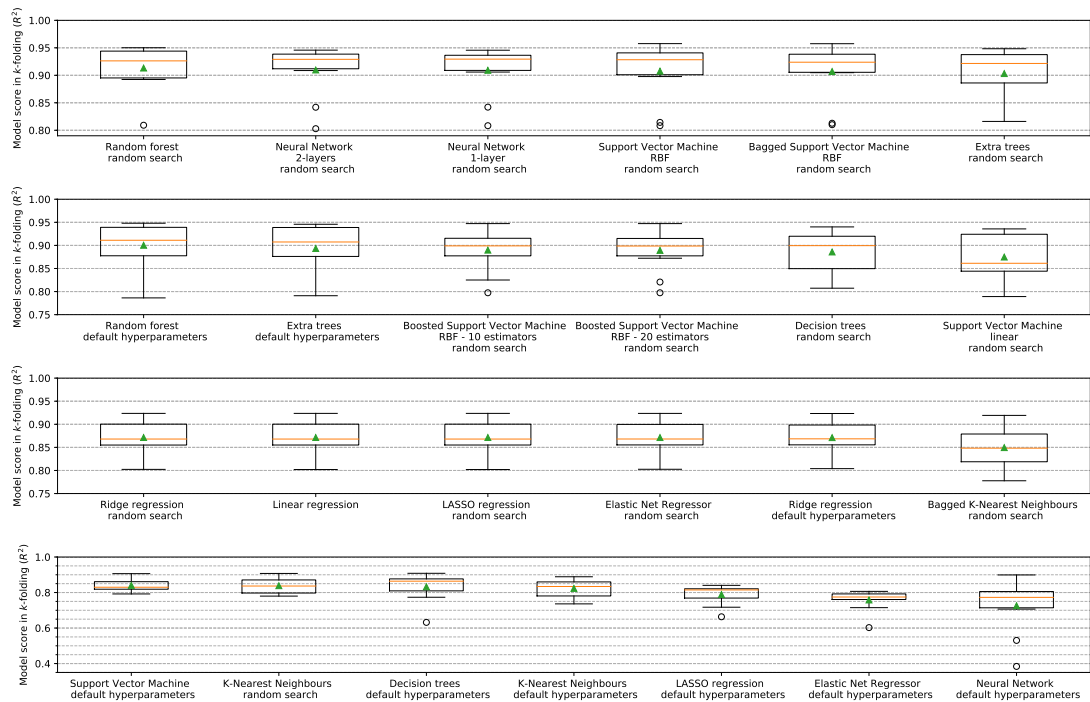 Model score in k-folding (R²)
1.00
0.95
0.90
0.85
0.80
Random forest
random search
Neural Network
2-layers
random search
Neural Network
1-layer
random search
Support Vector Machine
RBF
random search
Bagged Support Vector Machine
RBF
random search
Extra trees
random search
Model score in k-folding (R²)
1.00
0.95
0.90
0.85
0.80
0.75
Random forest
default hyperparameters
Extra trees
default hyperparameters
Boosted Support Vector Machine
RBF - 10 estimators
random search
Boosted Support Vector Machine
RBF - 20 estimators
random search
Decision trees
random search
Support Vector Machine
linear
random search
Model score in k-folding (R²)
1.00
0.95
0.90
0.85
0.80
0.75
Ridge regression
random search
Linear regression
LASSO regression
random search
Elastic Net Regressor
random search
Ridge regression
default hyperparameters
Bagged K-Nearest Neighbours
random search
Model score in k-folding (R²)
1.0
0.8
0.6
0.4
Support Vector Machine
default hyperparameters
K-Nearest Neighbours
random search
Decision trees
default hyperparameters
K-Nearest Neighbours
default hyperparameters
LASSO regression
default hyperparameters
Elastic Net Regressor
default hyperparameters
Neural Network
default hyperparameters